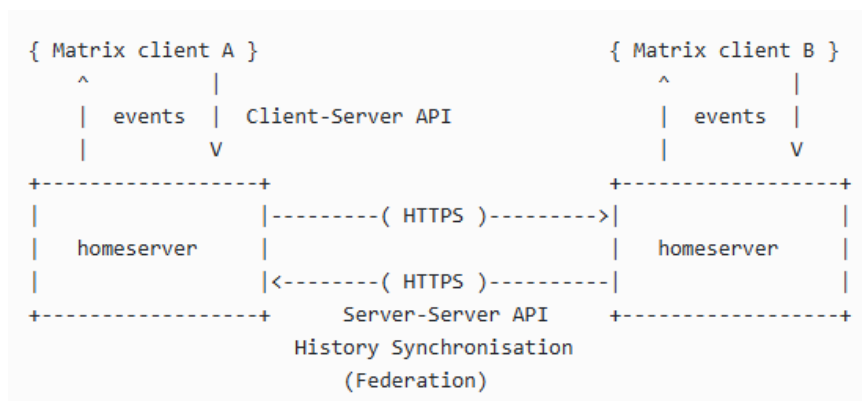 { Matrix client A }                          { Matrix client B }
    ^          |                                 ^          |
    |  events  |  Client-Server API              |  events  |
    |          V                                 |          V
+------------------+                         +------------------+
|                  |---------( HTTPS )--------->|                  |
|   homeserver     |                         |   homeserver     |
|                  |<--------( HTTPS )----------|                  |
+------------------+      Server-Server API     +------------------+
                     History Synchronisation
                         (Federation)